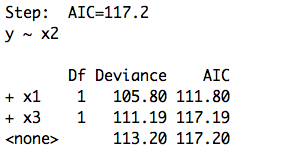 Step:  AIC=117.2
y ~ x2
Df Deviance    AIC
+ x1    1   105.80 111.80
+ x3    1   111.19 117.19
<none>      113.20 117.20